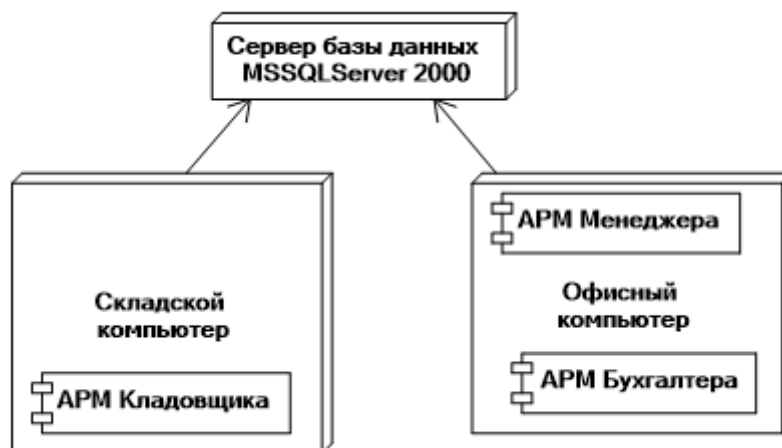 Сервер базы данных
MSSQLServer 2000
АРМ Менеджера
Складской
компьютер
Офисный
компьютер
АРМ Кладовщика
АРМ Бухгалтера